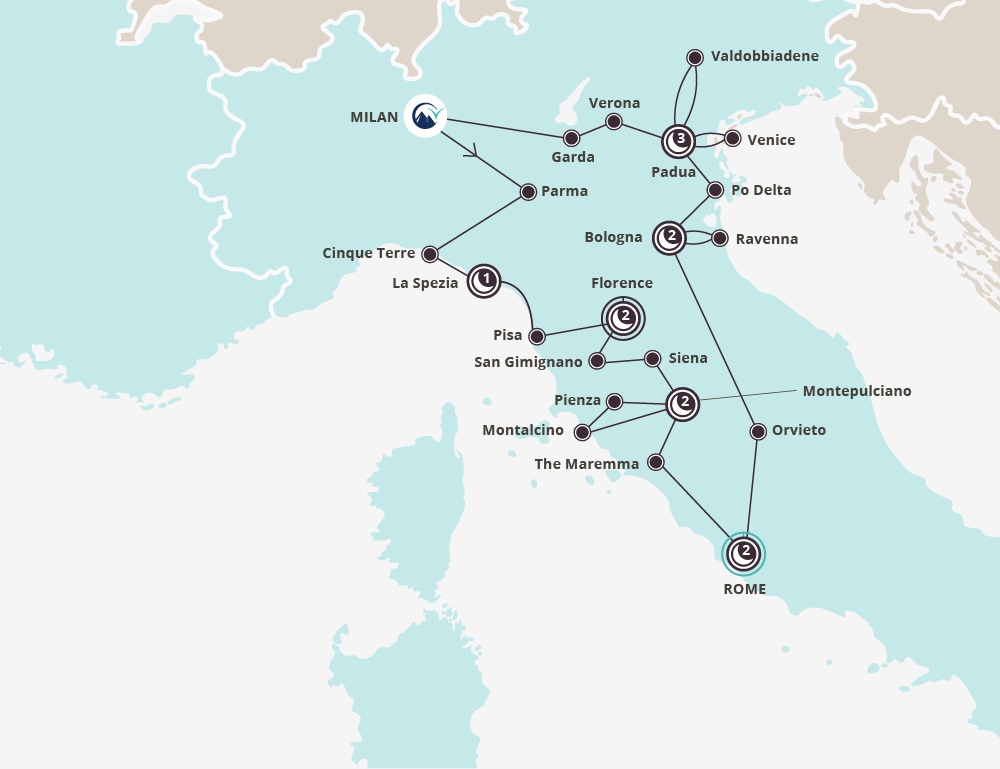 Valdobbiadene
Verona
MILAN
3
Venice
Garda
Padua
Parma
Po Delta
Bologna
2
Ravenna
Cinque Terre
La Spezia
1
Florence
2
Pisa
San Gimignano
Siena
Montepulciano
Pienza
2
Montalcino
Orvieto
The Maremma
2
ROME